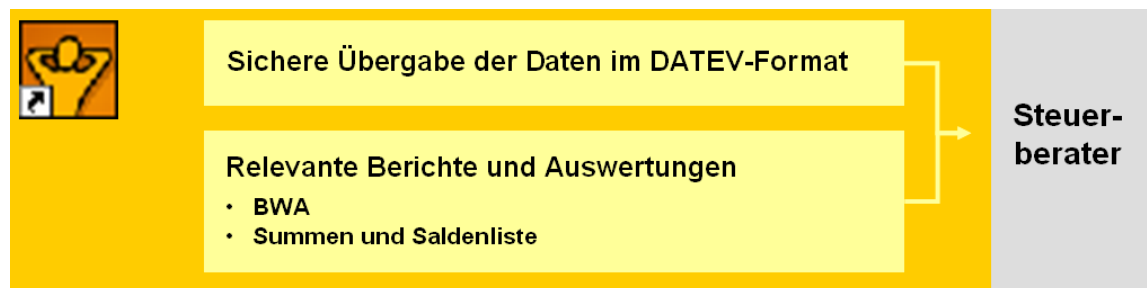 Sichere Übergabe der Daten im DATEV-Format
Relevante Berichte und Auswertungen
• BWA
• Summen und Saldenliste
Steuer-
berater